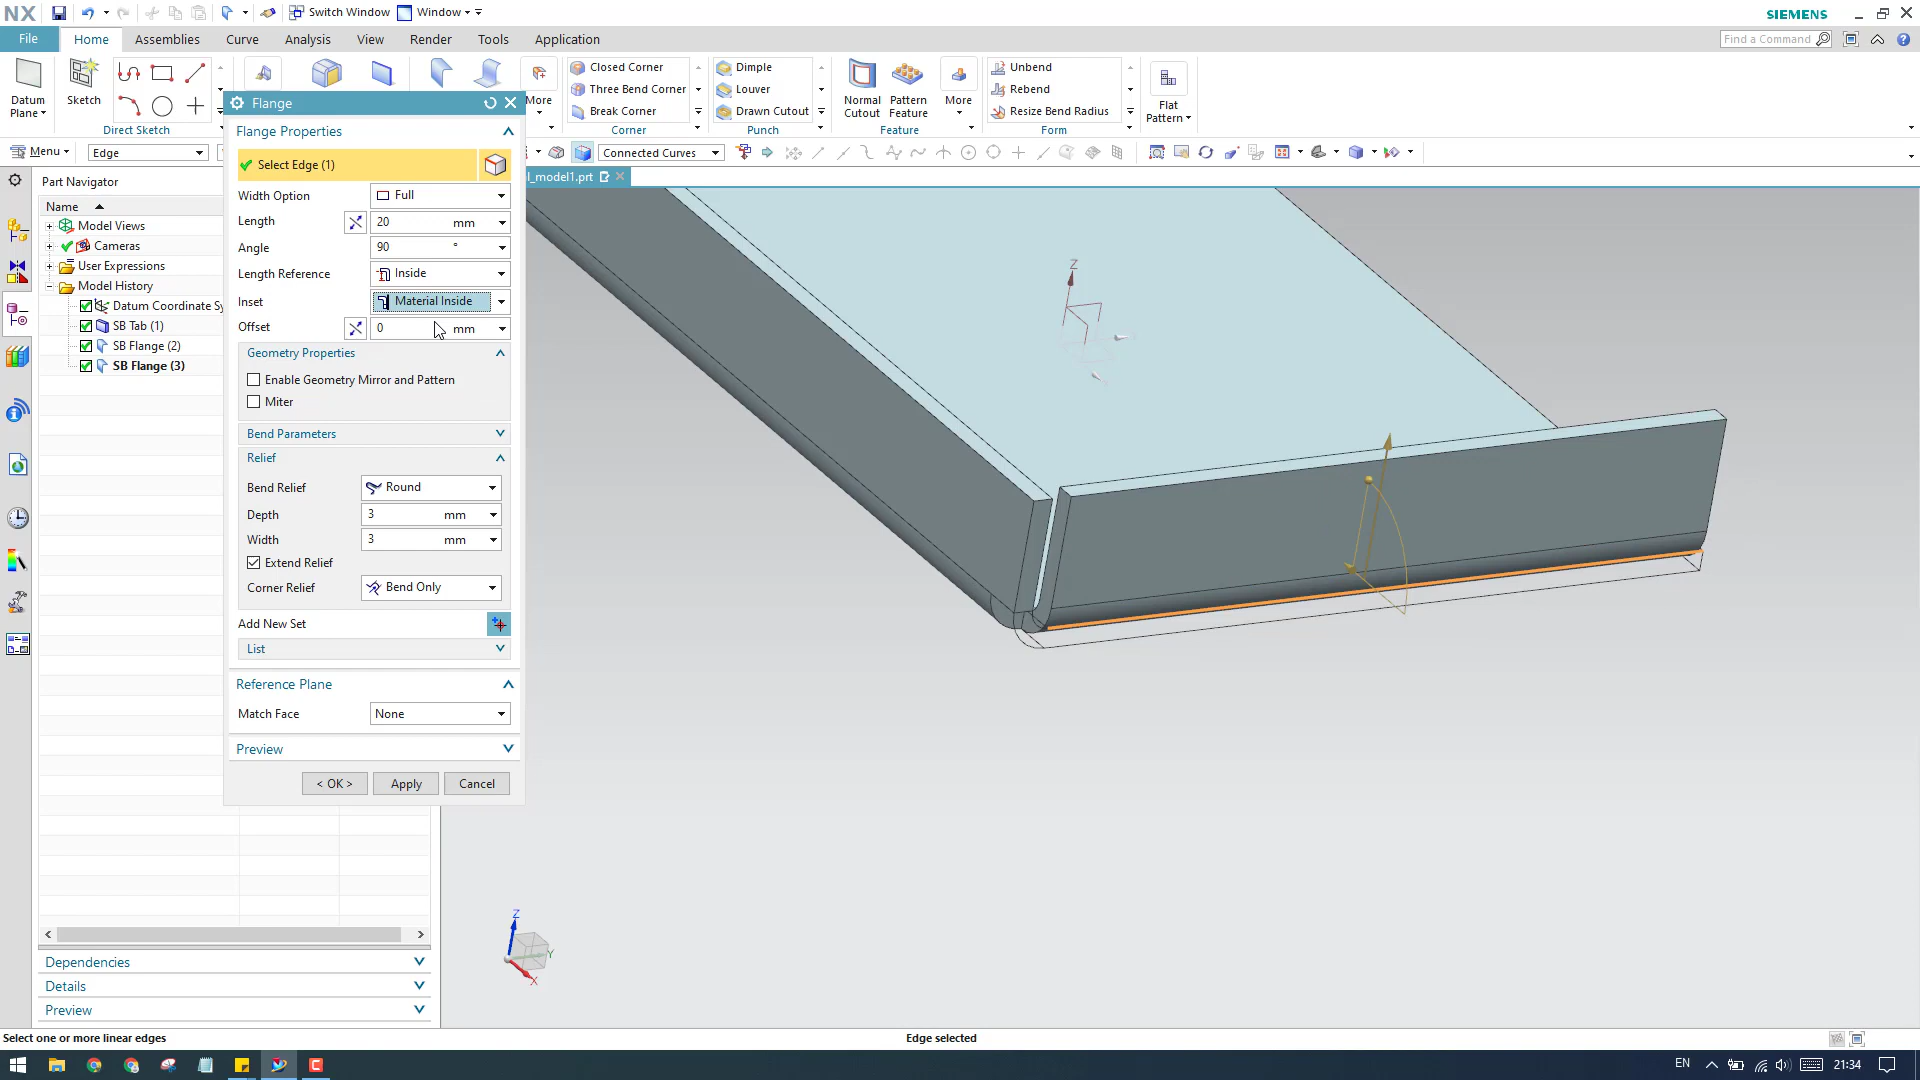 NX
Switch Window
Window
SIEMENS
File
Home
Assemblies
Curve
Analysis
View
Render
Tools
Application
Find a Command
Datum
Plane
Sketch
Direct Sketch
More
Closed Corner
Three Bend Corner
Break Corner
Corner
Dimple
Louver
Drawn Cutout
Punch
Normal
Cutout
Pattern
Feature
More
Feature
Unbend
Rebend
Resize Bend Radius
Form
Flat
Pattern
Menu
Edge
Connected Curves
Part Navigator
Name
Model Views
Cameras
User Expressions
Model History
Datum Coordinate Sy
SB Tab (1)
SB Flange (2)
SB Flange (3)
Dependencies
Details
Preview
l_model1.prt
Flange
Flange Properties
Select Edge (1)
Width Option
Full
Length
20 mm
Angle
90 °
Length Reference
Inside
Inset
Material Inside
Offset
0 mm
Geometry Properties
Enable Geometry Mirror and Pattern
Miter
Bend Parameters
Relief
Bend Relief
Round
Depth
3 mm
Width
3 mm
Extend Relief
Corner Relief
Bend Only
Add New Set
List
Reference Plane
Match Face
None
Preview
< OK >
Apply
Cancel
Z
Z
Y
X
Select one or more linear edges
Edge selected
EN
21:34